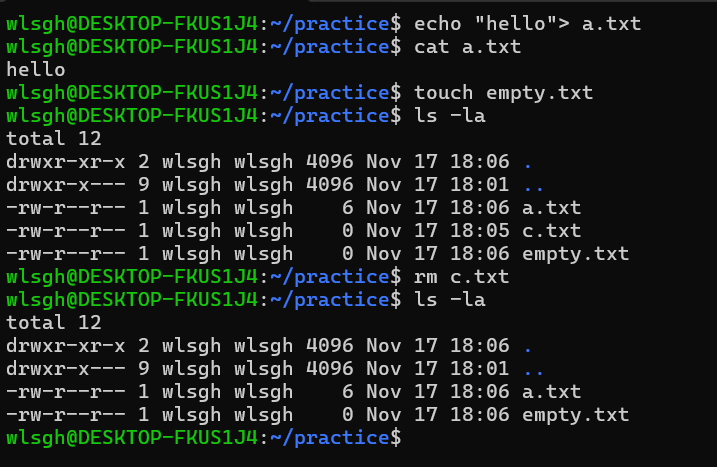 wlsgh@DESKTOP-FKUS1J4:~/practice$ echo "hello"> a.txt
wlsgh@DESKTOP-FKUS1J4:~/practice$ cat a.txt
hello
wlsgh@DESKTOP-FKUS1J4:~/practice$ touch empty.txt
wlsgh@DESKTOP-FKUS1J4:~/practice$ ls -la
total 12
drwxr-xr-x 2 wlsgh wlsgh 4096 Nov 17 18:06 .
drwxr-x--- 9 wlsgh wlsgh 4096 Nov 17 18:01 ..
-rw-r--r-- 1 wlsgh wlsgh    6 Nov 17 18:06 a.txt
-rw-r--r-- 1 wlsgh wlsgh    0 Nov 17 18:05 c.txt
-rw-r--r-- 1 wlsgh wlsgh    0 Nov 17 18:06 empty.txt
wlsgh@DESKTOP-FKUS1J4:~/practice$ rm c.txt
wlsgh@DESKTOP-FKUS1J4:~/practice$ ls -la
total 12
drwxr-xr-x 2 wlsgh wlsgh 4096 Nov 17 18:06 .
drwxr-x--- 9 wlsgh wlsgh 4096 Nov 17 18:01 ..
-rw-r--r-- 1 wlsgh wlsgh    6 Nov 17 18:06 a.txt
-rw-r--r-- 1 wlsgh wlsgh    0 Nov 17 18:06 empty.txt
wlsgh@DESKTOP-FKUS1J4:~/practice$